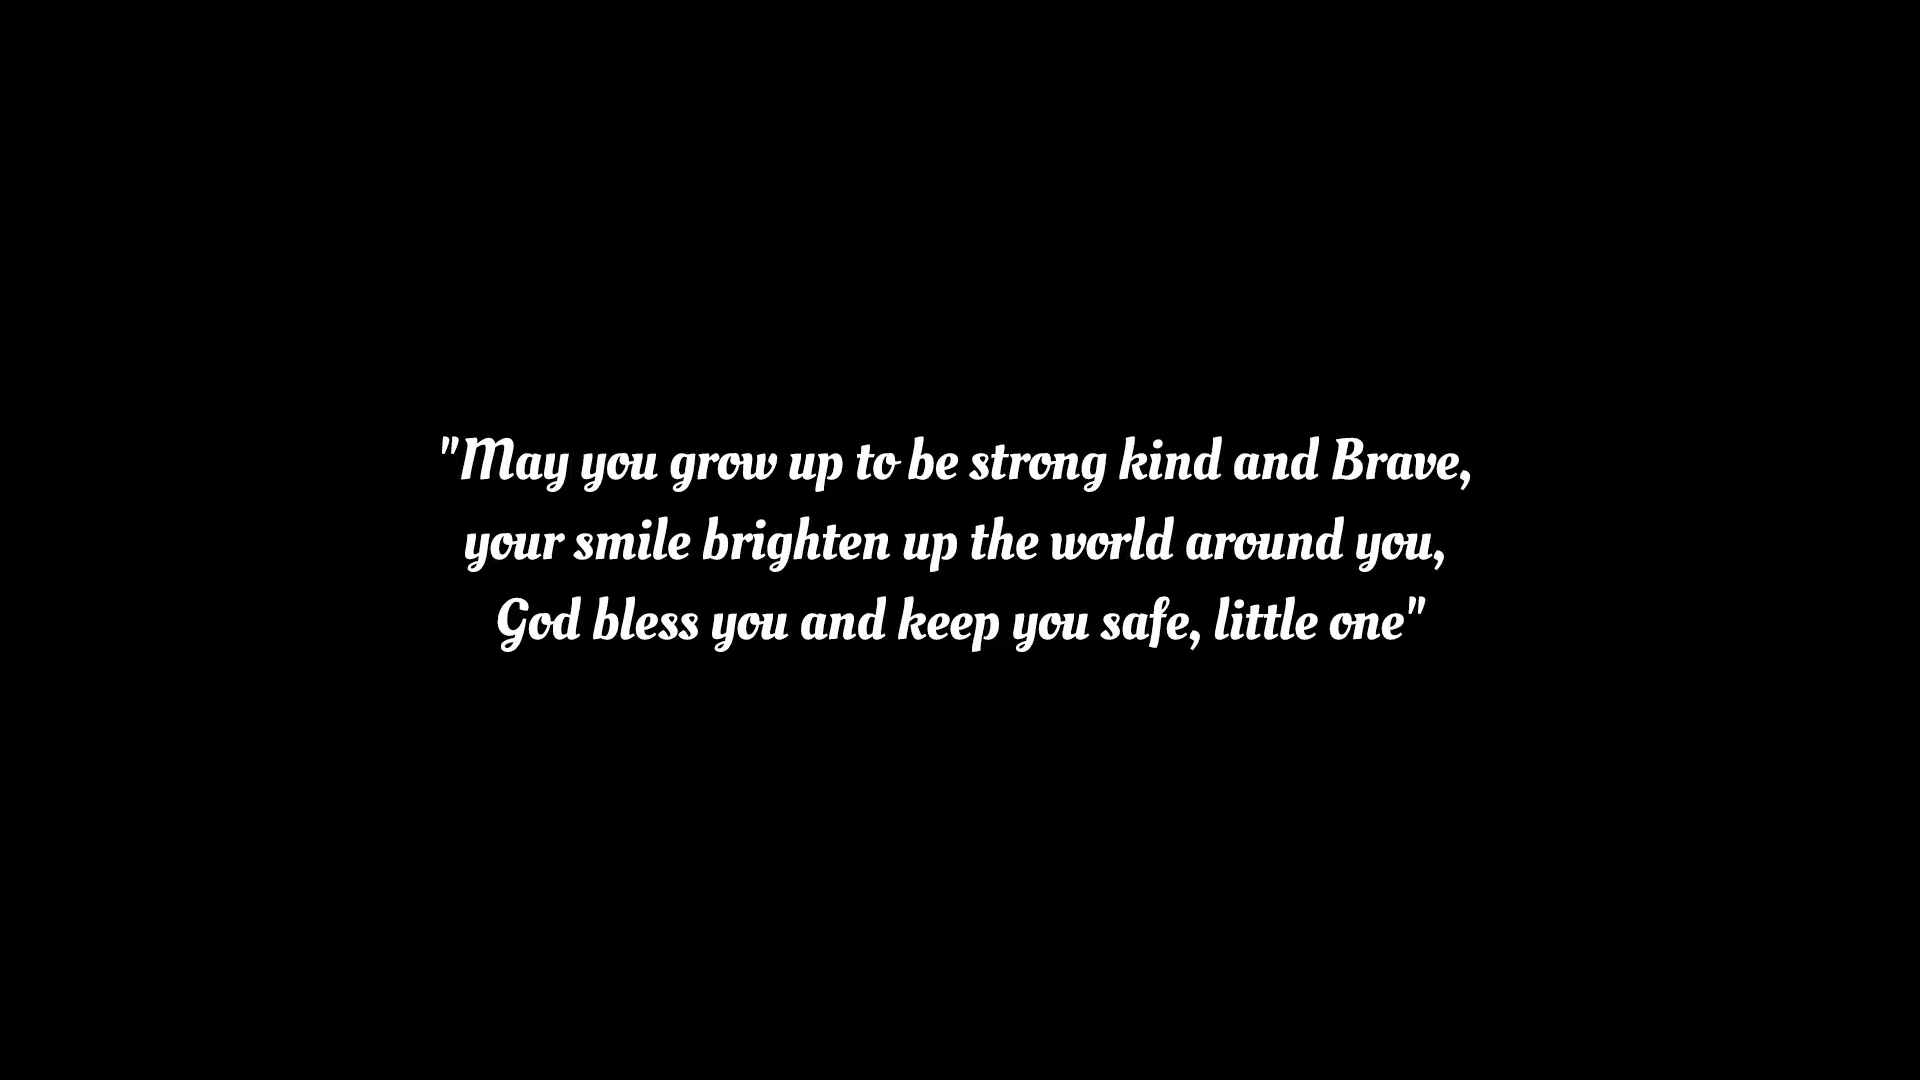 "May you grow up to be strong kind and Brave,
your smile brighten up the world around you,
God bless you and keep you safe, little one"